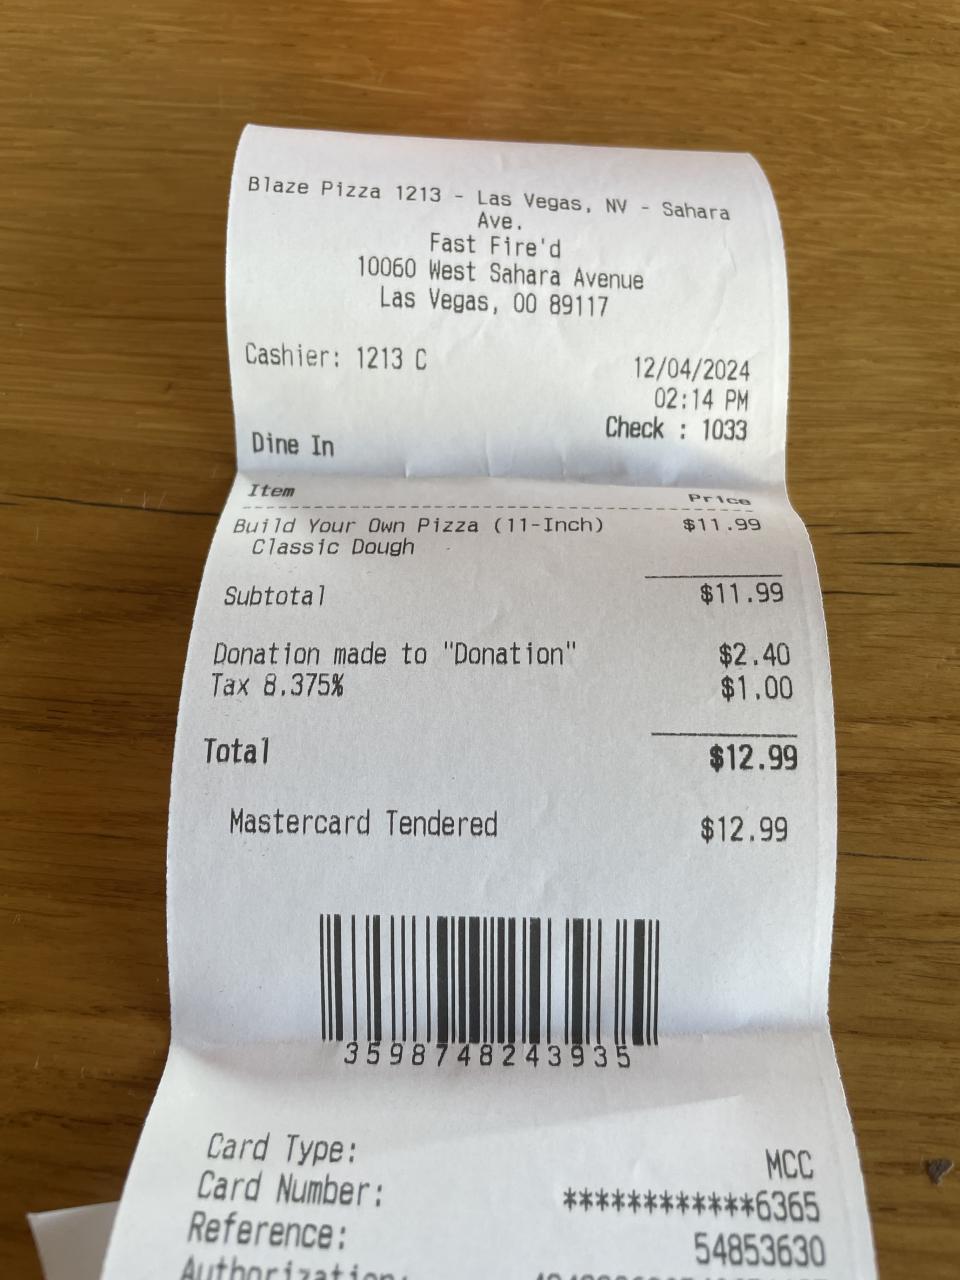 Blaze Pizza 1213 - Las Vegas, NV - Sahara
Ave.
Fast Fire'd
10060 West Sahara Avenue
Las Vegas, OO 89117
Cashier: 1213 C 12/04/2024
02:14 PM
Check : 1033
Dine In
Item Price
Build Your Own Pizza (11-Inch) $11.99
Classic Dough
Subtotal $11.99
Donation made to "Donation" $2.40
Tax 8.375% $1.00
Total $12.99
Mastercard Tendered $12.99
3598748243935
Card Type: MCC
Card Number: ************6365
Reference: 54853630
Authorization: